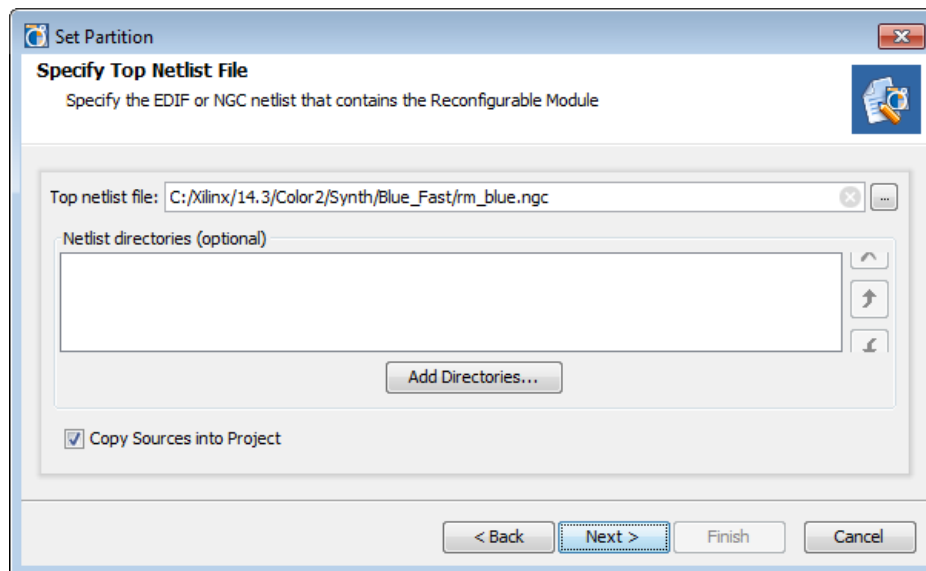 Set Partition
Specify Top Netlist File
Specify the EDIF or NGC netlist that contains the Reconfigurable Module
Top netlist file: C:/Xilinx/14.3/Color2/Synth/Blue_Fast/rm_blue.ngc ...
Netlist directories (optional)
Add Directories...
Copy Sources into Project
< Back Next > Finish Cancel